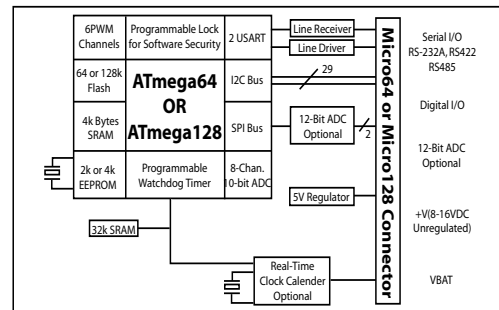 6PWM
Channels
Programmable Lock
for Software Security
2 USART
Line Receiver
Line Driver
Serial I/O
RS-232A, RS422
RS485
64 or 128k
Flash
ATmega64
OR
ATmega128
I2C Bus
29
Digital I/O
4k Bytes
SRAM
SPI Bus
12-Bit ADC
Optional
2
12-Bit ADC
Optional
2k or 4k
EEPROM
Programmable
Watchdog Timer
8-Chan.
10-bit ADC
5V Regulator
Micro64 or Micro128 Connector
+V(8-16VDC
Unregulated)
32k SRAM
Real-Time
Clock Calender
Optional
VBAT